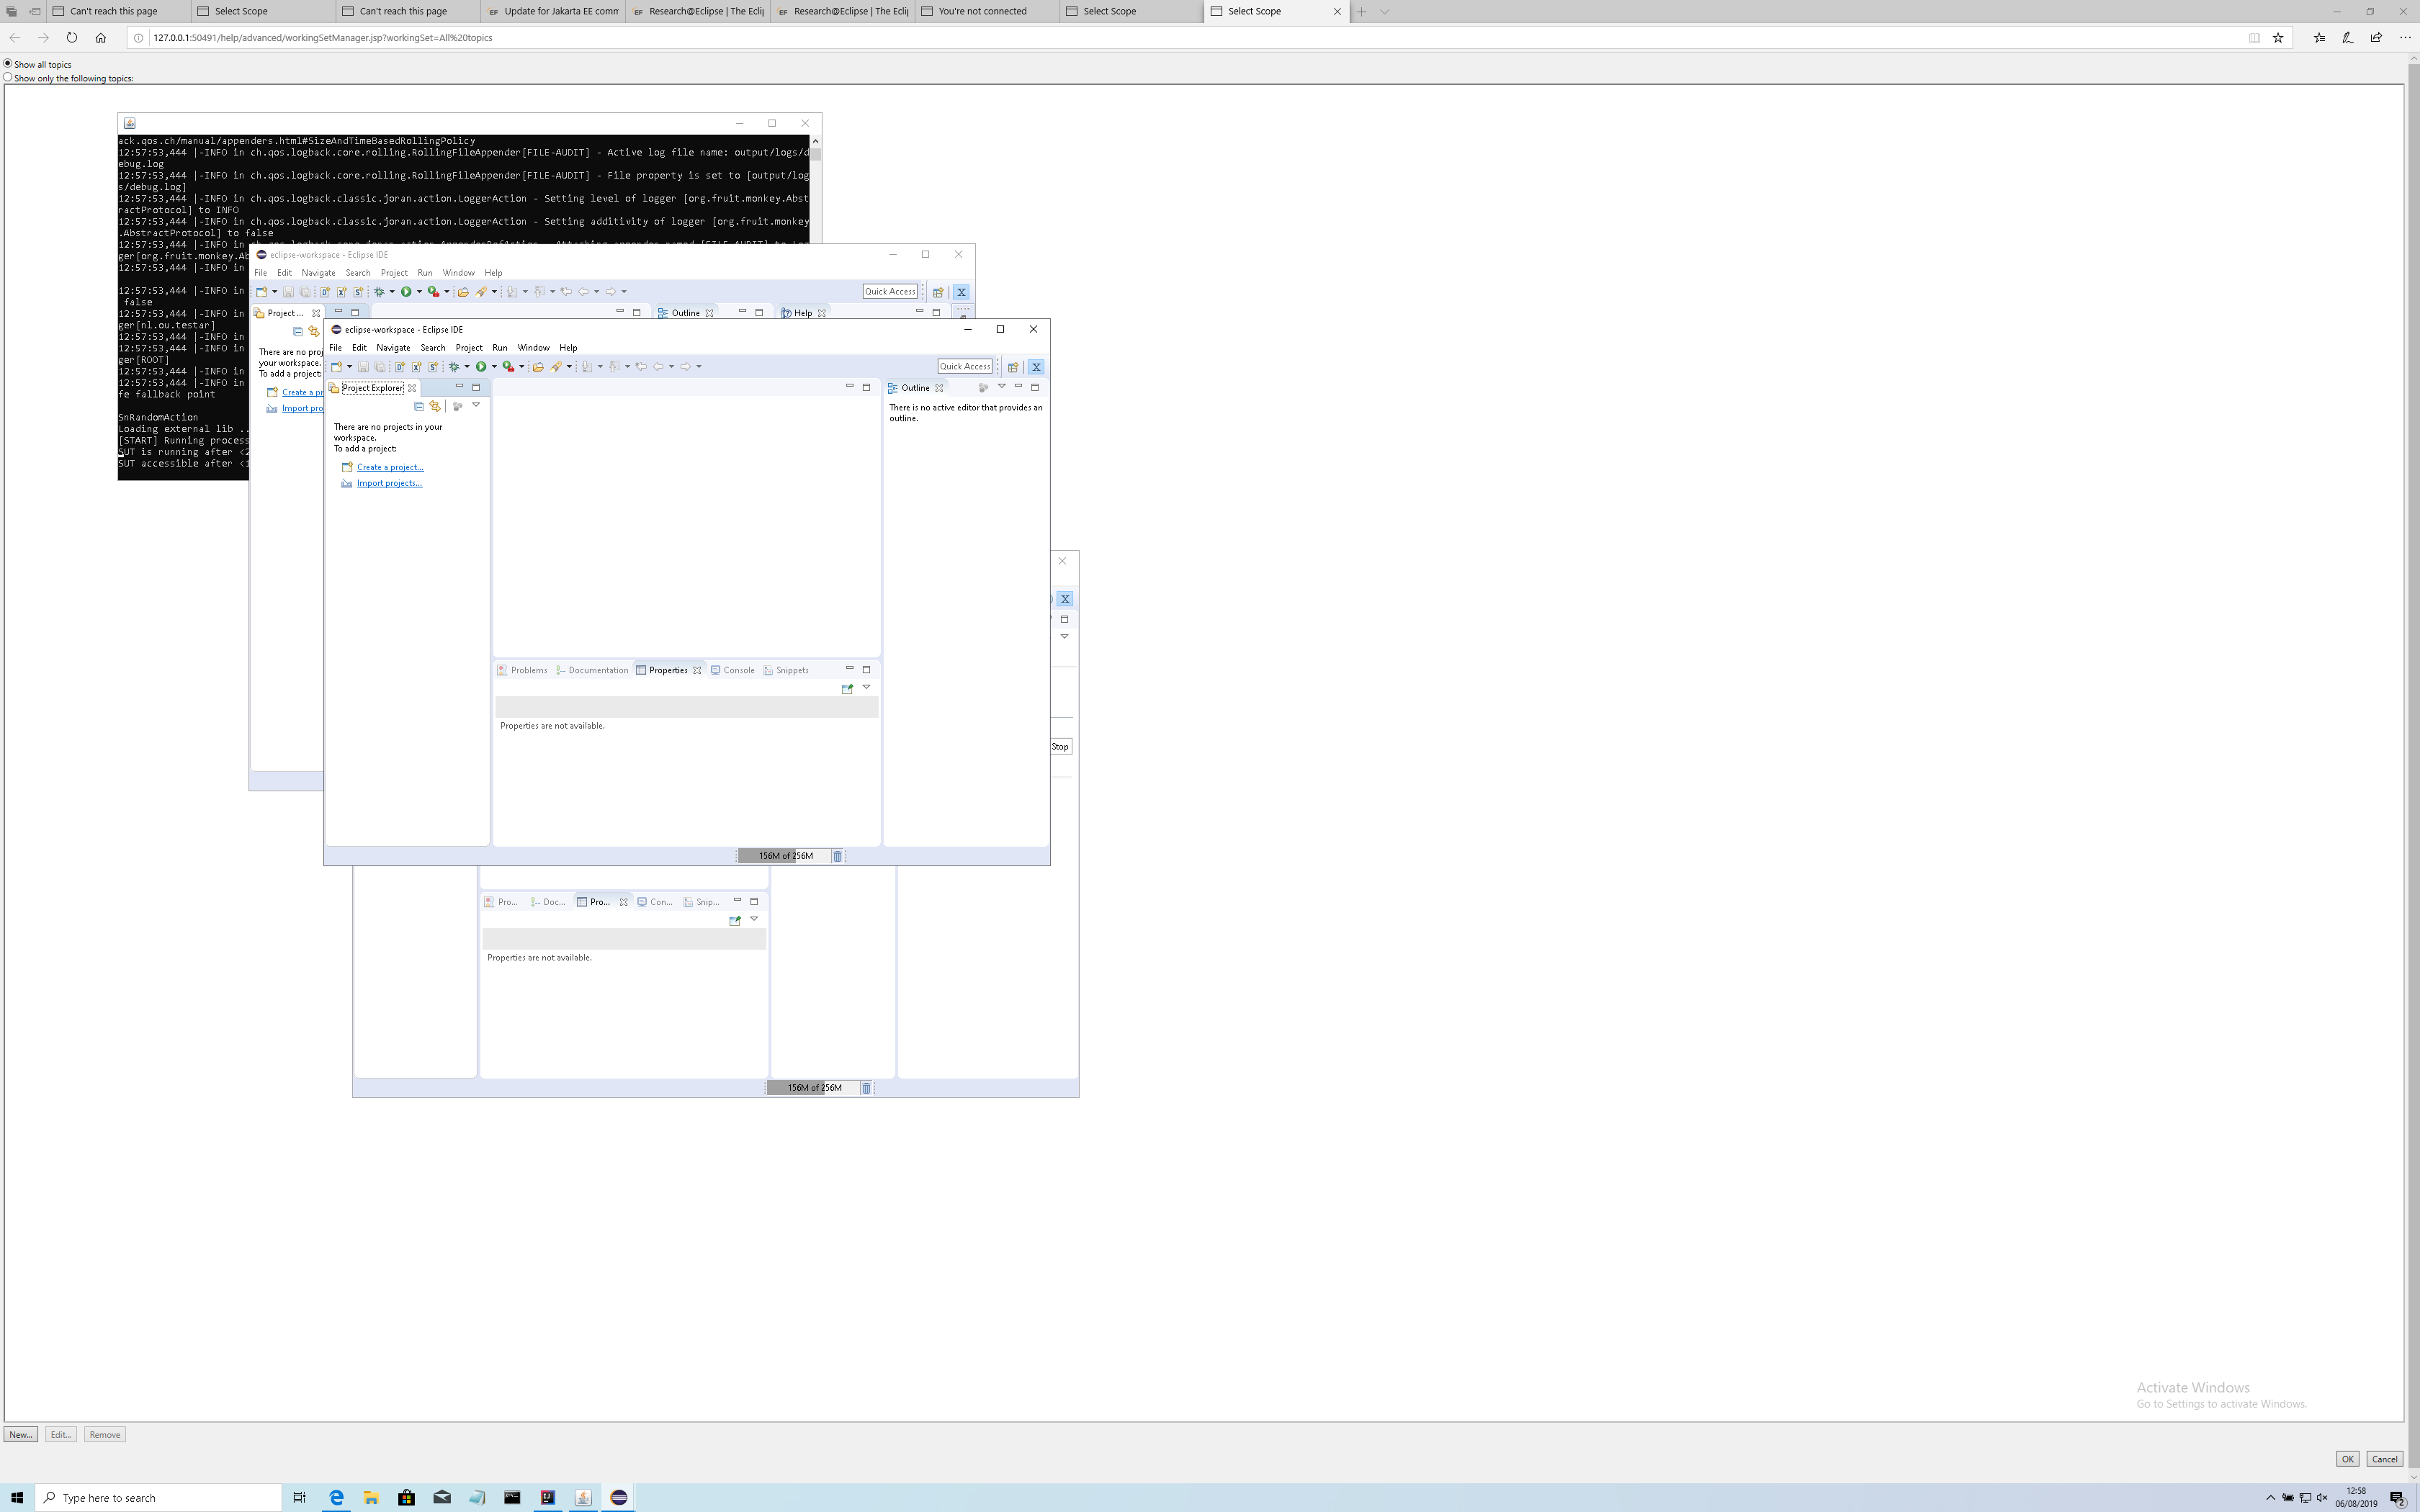 Can't reach this page
Select Scope
Can't reach this page
Update for Jakarta EE comm
Research@Eclipse | The Ecli
Research@Eclipse | The Ecli
You're not connected
Select Scope
Select Scope
127.0.0.1:50491/help/advanced/workingSetManager.jsp?workingSet=All%20topics
Show all topics
Show only the following topics:
ack.qos.ch/manual/appenders.html#SizeAndTimeBasedRollingPolicy
12:57:53,444 |-INFO in ch.qos.logback.core.rolling.RollingFileAppender[FILE-AUDIT] - Active log file name: output/logs/d
ebug.log
12:57:53,444 |-INFO in ch.qos.logback.core.rolling.RollingFileAppender[FILE-AUDIT] - File property is set to [output/log
s/debug.log]
12:57:53,444 |-INFO in ch.qos.logback.classic.joran.action.LoggerAction - Setting level of logger [org.fruit.monkey.Abst
ractProtocol] to INFO
12:57:53,444 |-INFO in ch.qos.logback.classic.joran.action.LoggerAction - Setting additivity of logger [org.fruit.monkey
.AbstractProtocol] to false
12:57:53,444 |-INFO in
ger[org.fruit.monkey.Ab
12:57:53,444 |-INFO in
12:57:53,444 |-INFO in
false
12:57:53,444 |-INFO in
ger[nl.ou.testar]
12:57:53,444 |-INFO in
12:57:53,444 |-INFO in
ger[ROOT]
12:57:53,444 |-INFO in
12:57:53,444 |-INFO in
fe fallback point
SnRandomAction
Loading external lib ..
[START] Running process
SUT is running after <2
SUT accessible after <1
eclipse-workspace - Eclipse IDE
File Edit Navigate Search Project Run Window Help
Quick Access
Project ...
Outline
Help
There are no proj
your workspace.
To add a project:
Create a pr
Import pro
eclipse-workspace - Eclipse IDE
File Edit Navigate Search Project Run Window Help
Quick Access
Project Explorer
Outline
There are no projects in your
workspace.
To add a project:
Create a project...
Import projects...
There is no active editor that provides an
outline.
Problems Documentation Properties Console Snippets
Properties are not available.
156M of 256M
Stop
Pro... Doc... Pro... Con... Snip...
Properties are not available.
156M of 256M
Activate Windows
Go to Settings to activate Windows.
New... Edit... Remove
OK Cancel
Type here to search
12:58
06/08/2019
2